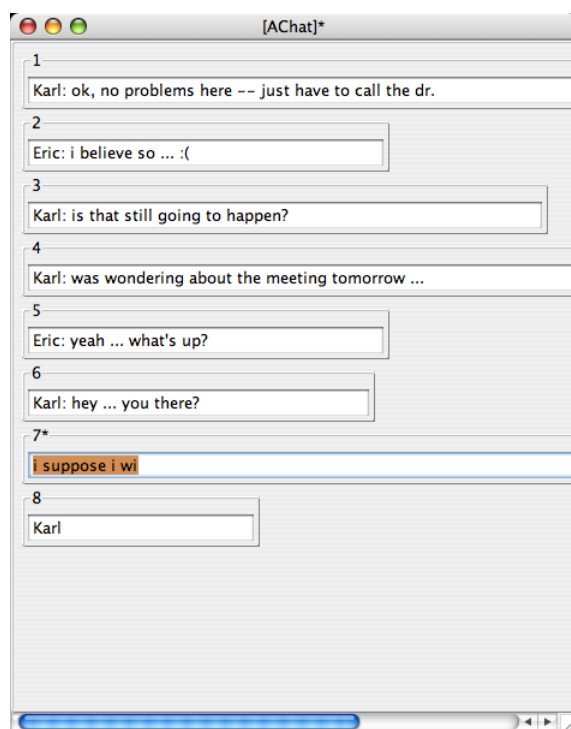 [AChat]*
1
Karl: ok, no problems here -- just have to call the dr.
2
Eric: i believe so ... :(
3
Karl: is that still going to happen?
4
Karl: was wondering about the meeting tomorrow ...
5
Eric: yeah ... what's up?
6
Karl: hey ... you there?
7*
i suppose i wi
8
Karl